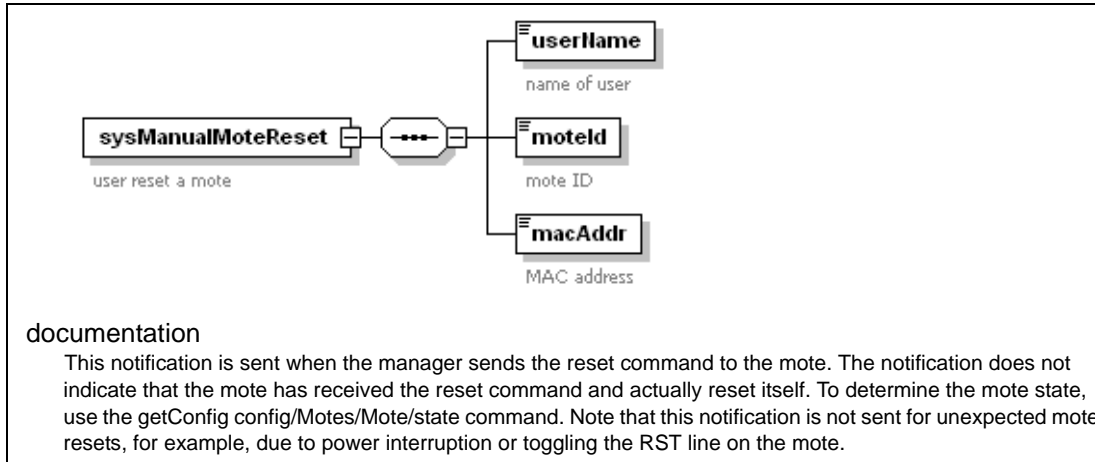 userName
name of user
sysManualMoteReset
user reset a mote
moteId
mote ID
macAddr
MAC address
documentation
This notification is sent when the manager sends the reset command to the mote. The notification does not
indicate that the mote has received the reset command and actually reset itself. To determine the mote state,
use the getConfig config/Motes/Mote/state command. Note that this notification is not sent for unexpected mote
resets, for example, due to power interruption or toggling the RST line on the mote.